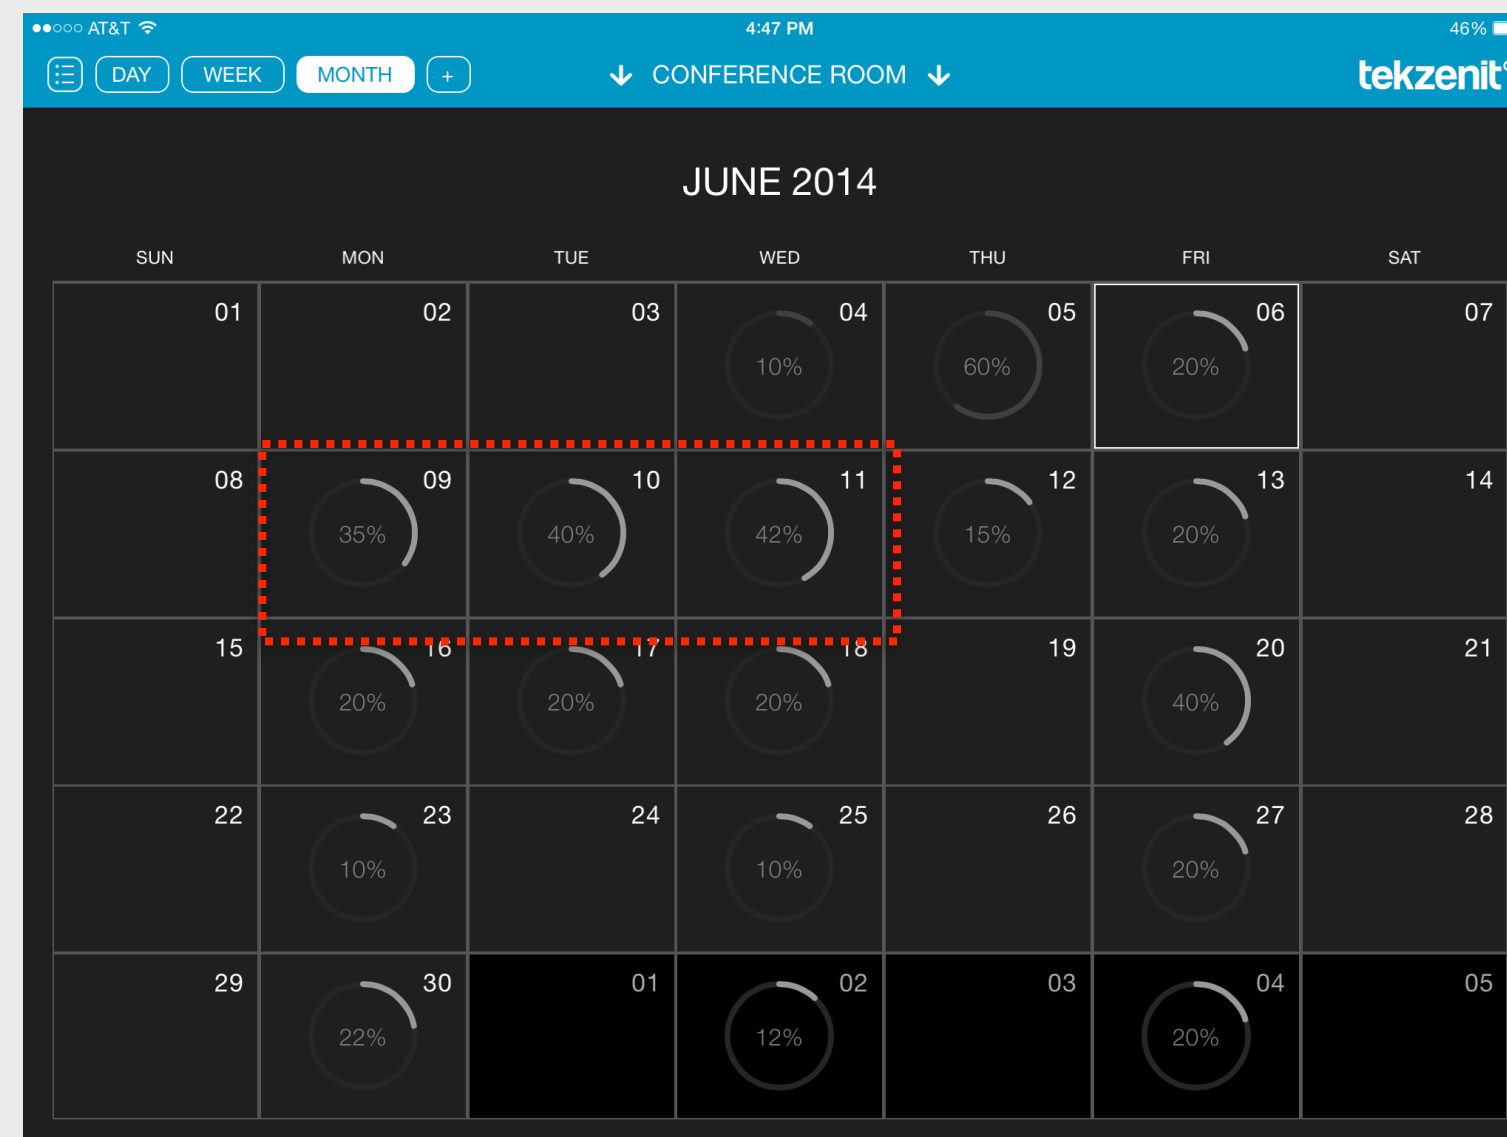 AT&T 4:47 PM 46%
DAY WEEK MONTH + CONFERENCE ROOM tekzenit
JUNE 2014
SUN MON TUE WED THU FRI SAT
01 02 03 04 05 06 07
10% 60% 20%
08 09 10 11 12 13 14
35% 40% 42% 15% 20%
15 16 17 18 19 20 21
20% 20% 20% 40%
22 23 24 25 26 27 28
10% 10% 20%
29 30 01 02 03 04 05
22% 12% 20%